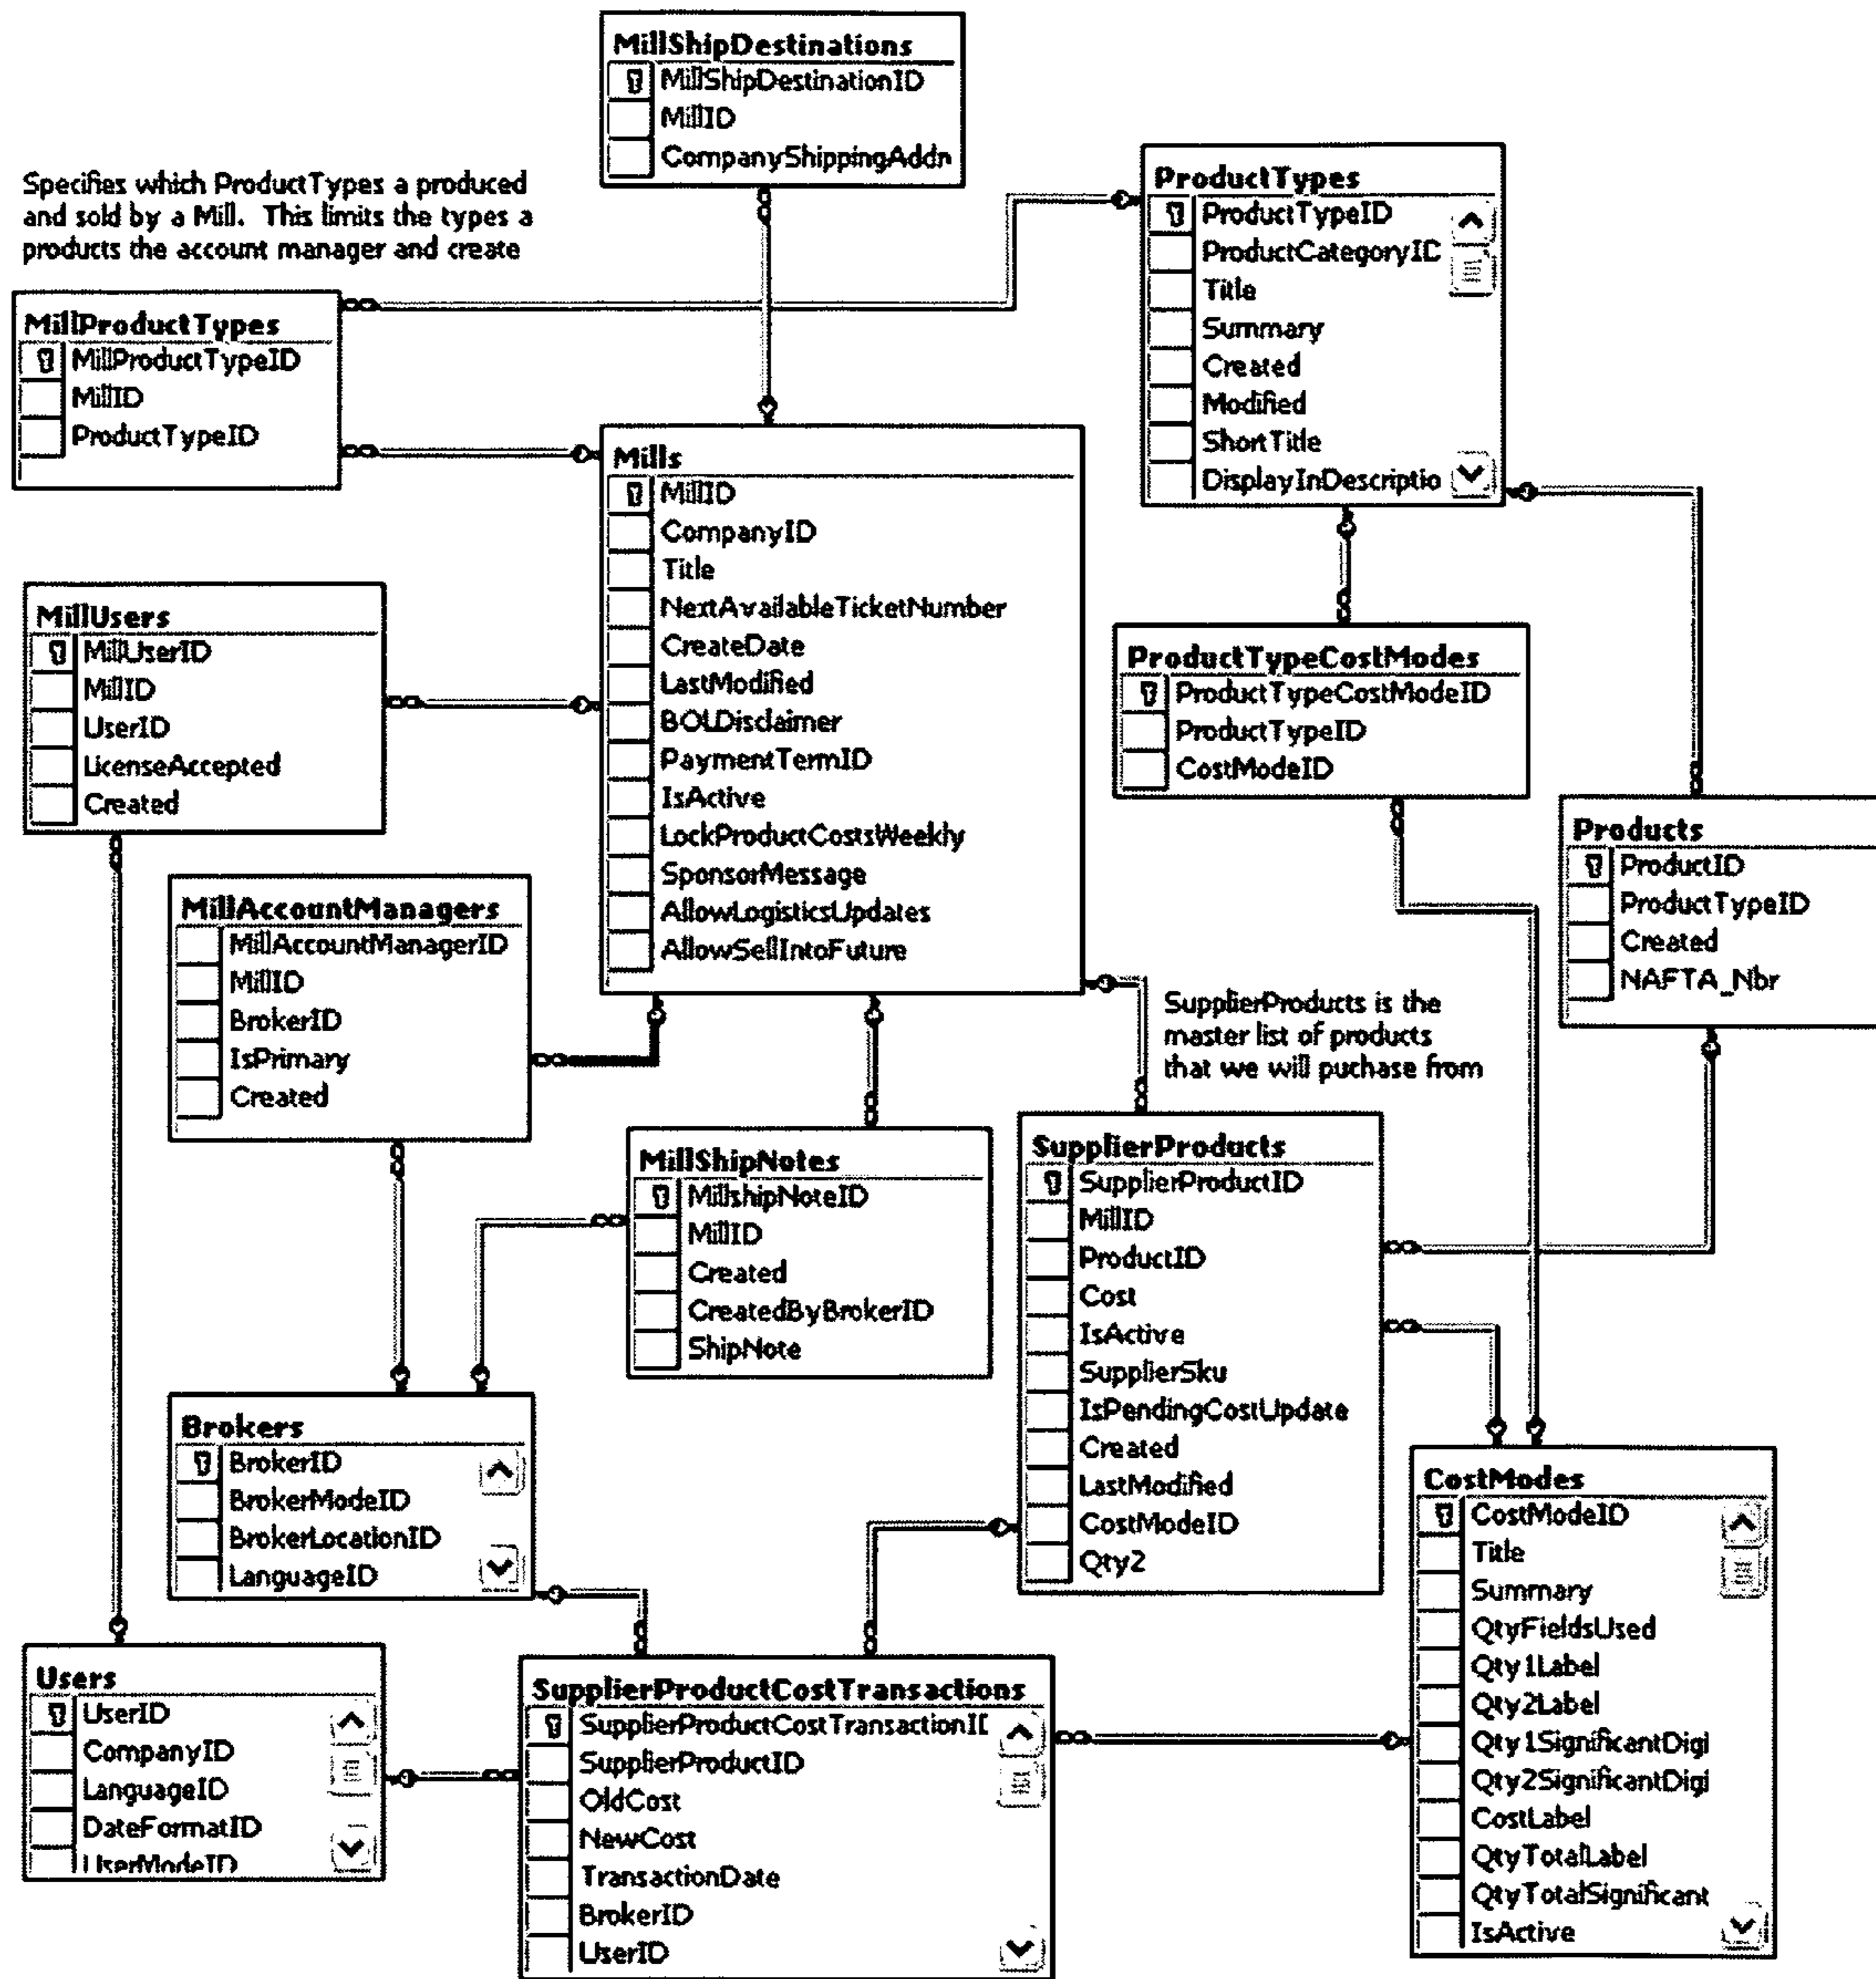 MillShipDestinations
MillShipDestinationID
MillID
CompanyShippingAddn
Specifies which ProductTypes a produced
and sold by a Mill. This limits the types a
products the account manager and create
ProductTypes
ProductTypeID
ProductCategoryID
Title
Summary
Created
Modified
ShortTitle
DisplayInDescriptio
MillProductTypes
MillProductTypeID
MillID
ProductTypeID
Mills
MillID
CompanyID
Title
NextAvailableTicketNumber
CreateDate
LastModified
BOLDisclaimer
PaymentTermID
IsActive
LockProductCostsWeekly
SponsorMessage
AllowLogisticsUpdates
AllowSellIntoFuture
MillUsers
MillUserID
MillID
UserID
LicenseAccepted
Created
ProductTypeCostModes
ProductTypeCostModeID
ProductTypeID
CostModeID
Products
ProductID
ProductTypeID
Created
NAFTA_Nbr
MillAccountManagers
MillAccountManagerID
MillID
BrokerID
IsPrimary
Created
SupplierProducts is the
master list of products
that we will puchase from
MillShipNotes
MillshipNoteID
MillID
Created
CreatedByBrokerID
ShipNote
SupplierProducts
SupplierProductID
MillID
ProductID
Cost
IsActive
SupplierSku
IsPendingCostUpdate
Created
LastModified
CostModeID
Qty2
Brokers
BrokerID
BrokerModeID
BrokerLocationID
LanguageID
CostModes
CostModeID
Title
Summary
QtyFieldsUsed
Qty1Label
Qty2Label
Qty1SignificantDigi
Qty2SignificantDigi
CostLabel
QtyTotalLabel
QtyTotalSignificant
IsActive
Users
UserID
CompanyID
LanguageID
DateFormatID
UserModeID
SupplierProductCostTransactions
SupplierProductCostTransactionID
SupplierProductID
OldCost
NewCost
TransactionDate
BrokerID
UserID